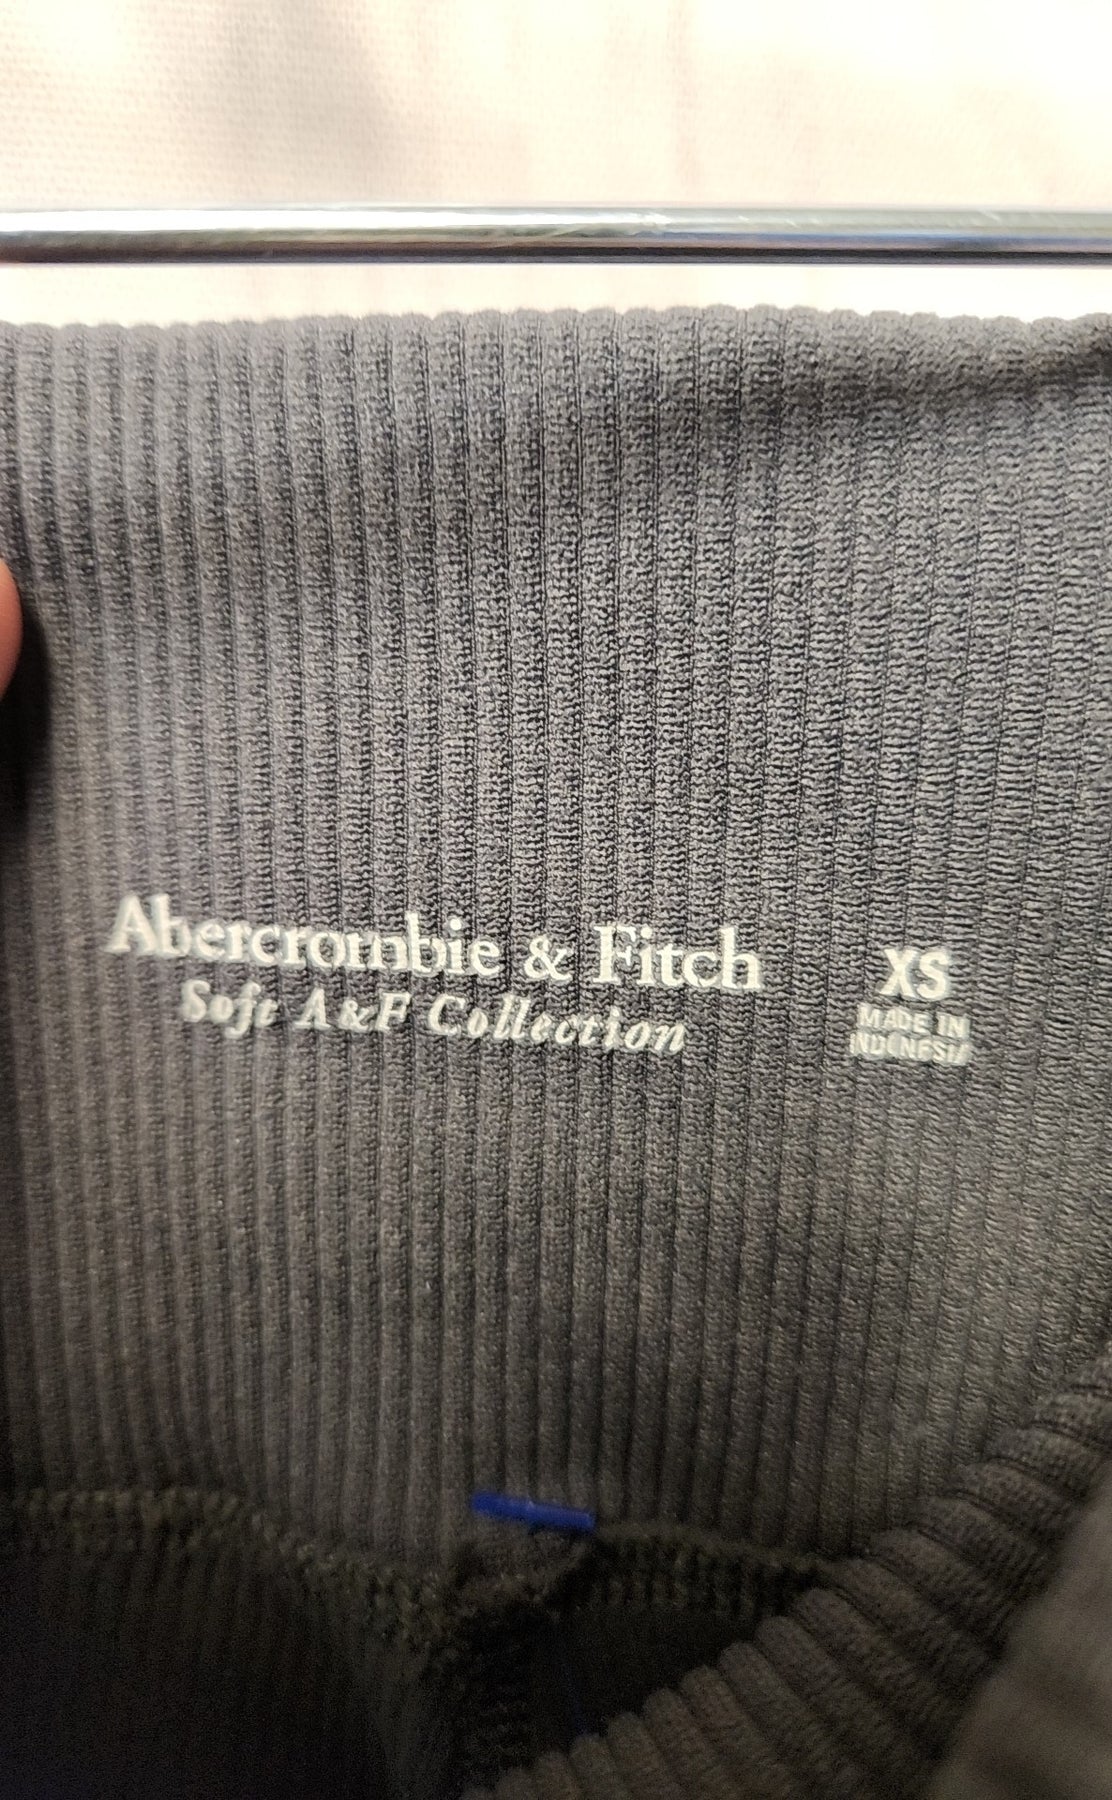 Abercrombie & Fitch
Soft A&F Collection
XS
MADE IN
INDONESIA